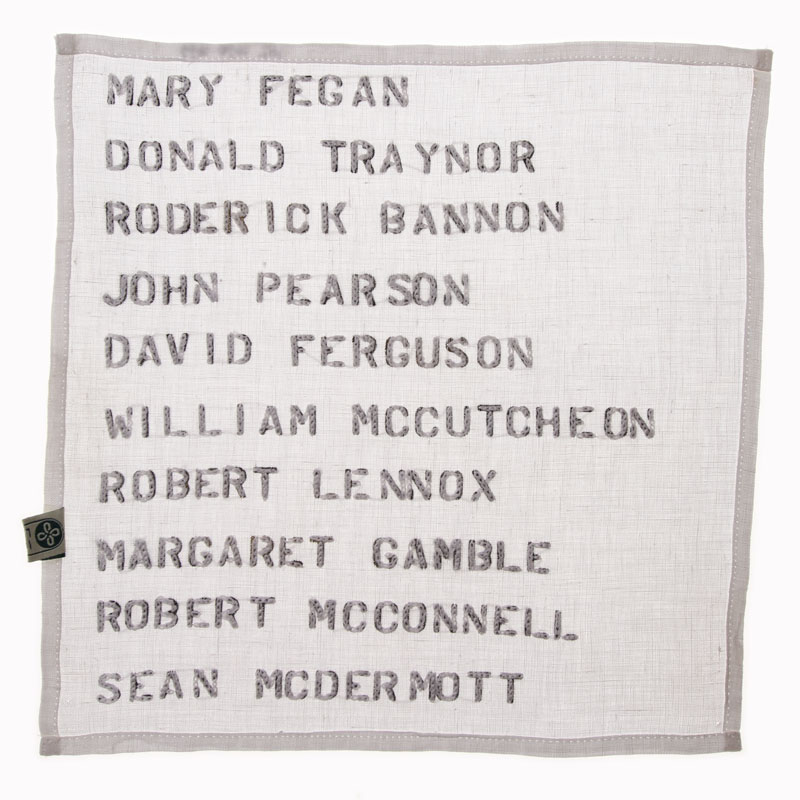 MARY FEGAN
DONALD TRAYNOR
RODERICK BANNON
JOHN PEARSON
DAVID FERGUSON
WILLIAM MCCUTCHEON
ROBERT LENNOX
MARGARET GAMBLE
ROBERT MCCONNELL
SEAN MCDERMOTT